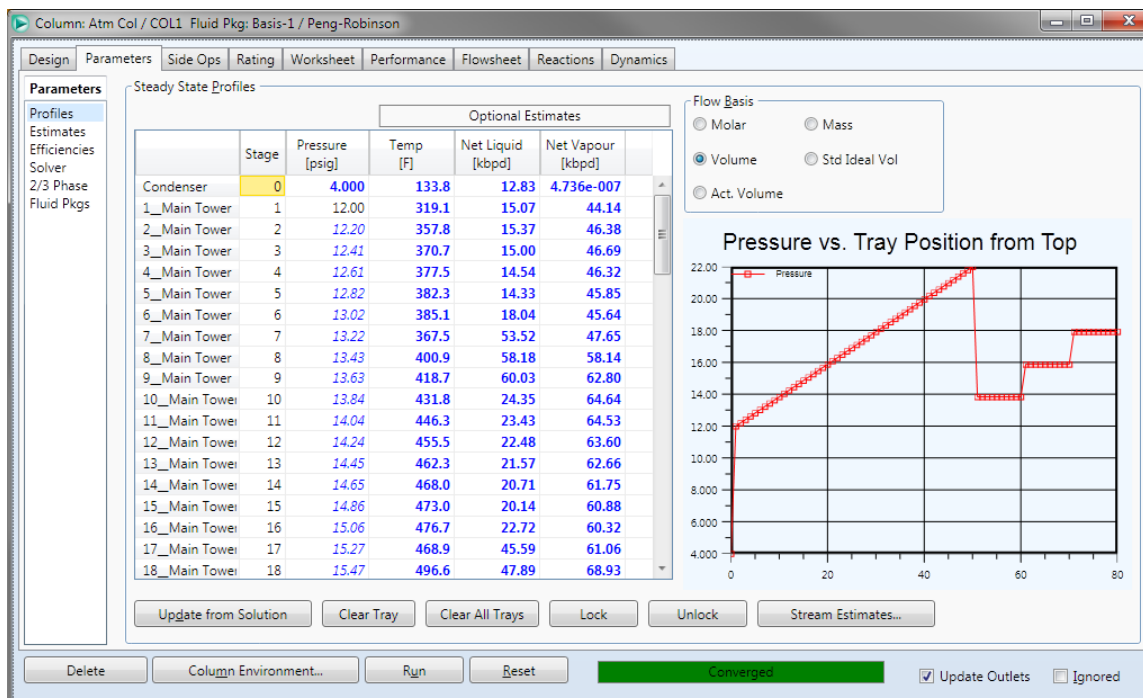 Column: Atm Col / COL1 Fluid Pkg: Basis-1 / Peng-Robinson
Design Parameters Side Ops Rating Worksheet Performance Flowsheet Reactions Dynamics
Parameters
Profiles
Estimates
Efficiencies
Solver
2/3 Phase
Fluid Pkgs
Steady State Profiles
Optional Estimates
Stage Pressure [psig] Temp [F] Net Liquid [kbpd] Net Vapour [kbpd]
Condenser 0 4.000 133.8 12.83 4.736e-007
1__Main Tower 1 12.00 319.1 15.07 44.14
2__Main Tower 2 12.20 357.8 15.37 46.38
3__Main Tower 3 12.41 370.7 15.00 46.69
4__Main Tower 4 12.61 377.5 14.54 46.32
5__Main Tower 5 12.82 382.3 14.33 45.85
6__Main Tower 6 13.02 385.1 18.04 45.64
7__Main Tower 7 13.22 367.5 53.52 47.65
8__Main Tower 8 13.43 400.9 58.18 58.14
9__Main Tower 9 13.63 418.7 60.03 62.80
10__Main Tower 10 13.84 431.8 24.35 64.64
11__Main Tower 11 14.04 446.3 23.43 64.53
12__Main Tower 12 14.24 455.5 22.48 63.60
13__Main Tower 13 14.45 462.3 21.57 62.66
14__Main Tower 14 14.65 468.0 20.71 61.75
15__Main Tower 15 14.86 473.0 20.14 60.88
16__Main Tower 16 15.06 476.7 22.72 60.32
17__Main Tower 17 15.27 468.9 45.59 61.06
18__Main Tower 18 15.47 496.6 47.89 68.93
Flow Basis
Molar Mass
Volume Std Ideal Vol
Act. Volume
Pressure vs. Tray Position from Top
Pressure
22.00
20.00
18.00
16.00
14.00
12.00
10.00
8.000
6.000
4.000
0 20 40 60 80
Update from Solution Clear Tray Clear All Trays Lock Unlock Stream Estimates...
Delete Column Environment... Run Reset Converged Update Outlets Ignored